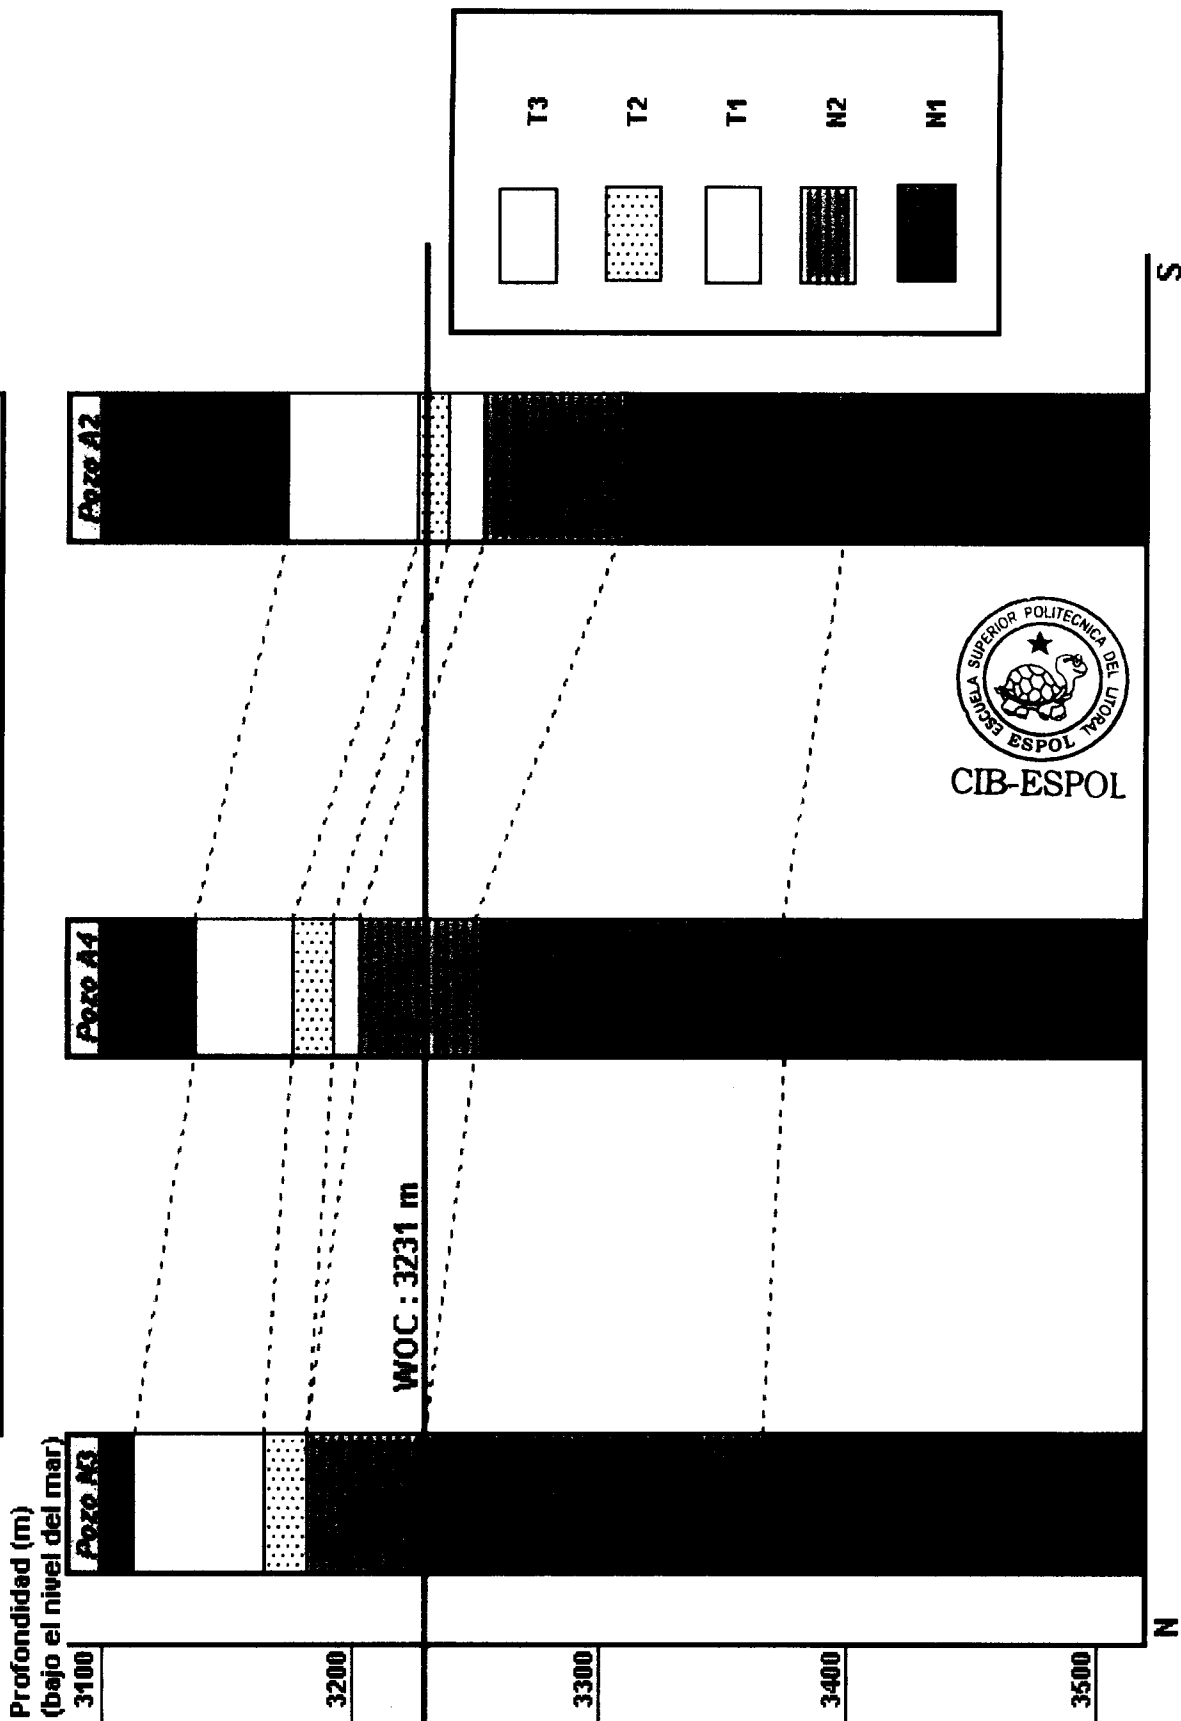 Profondidad (m)
(bajo el nivel del mar)
3100
3200
3300
3400
3500
Pozo N3
Pozo A4
Pozo A2
WOC : 3231 m
T3
T2
T1
N2
N1
N
S
ESCUELA SUPERIOR POLITECNICA DEL LITORAL
ESPOL
CIB-ESPOL